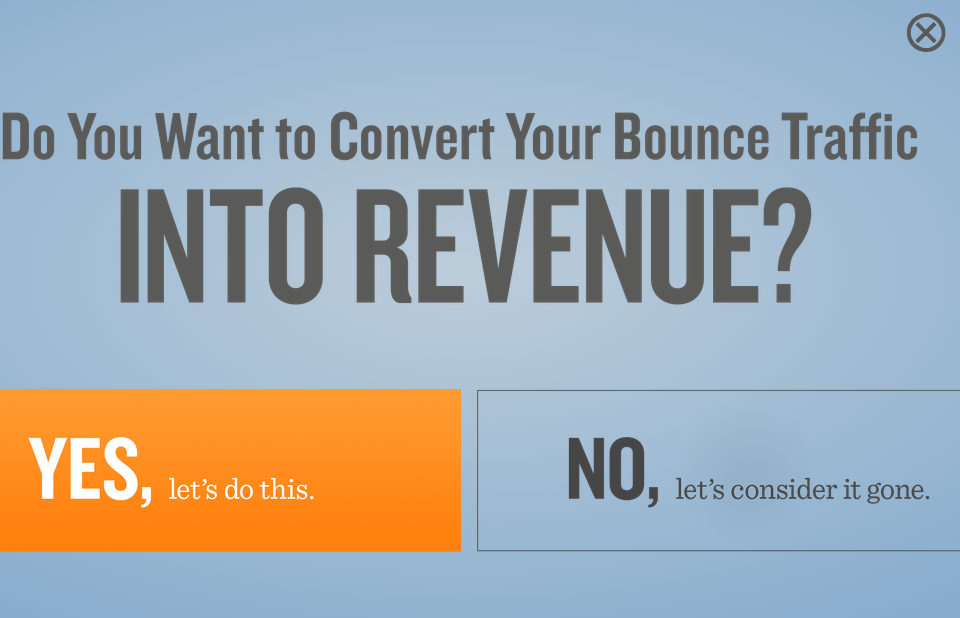 Do You Want to Convert Your Bounce Traffic
INTO REVENUE?
YES, let's do this.
NO, let's consider it gone.